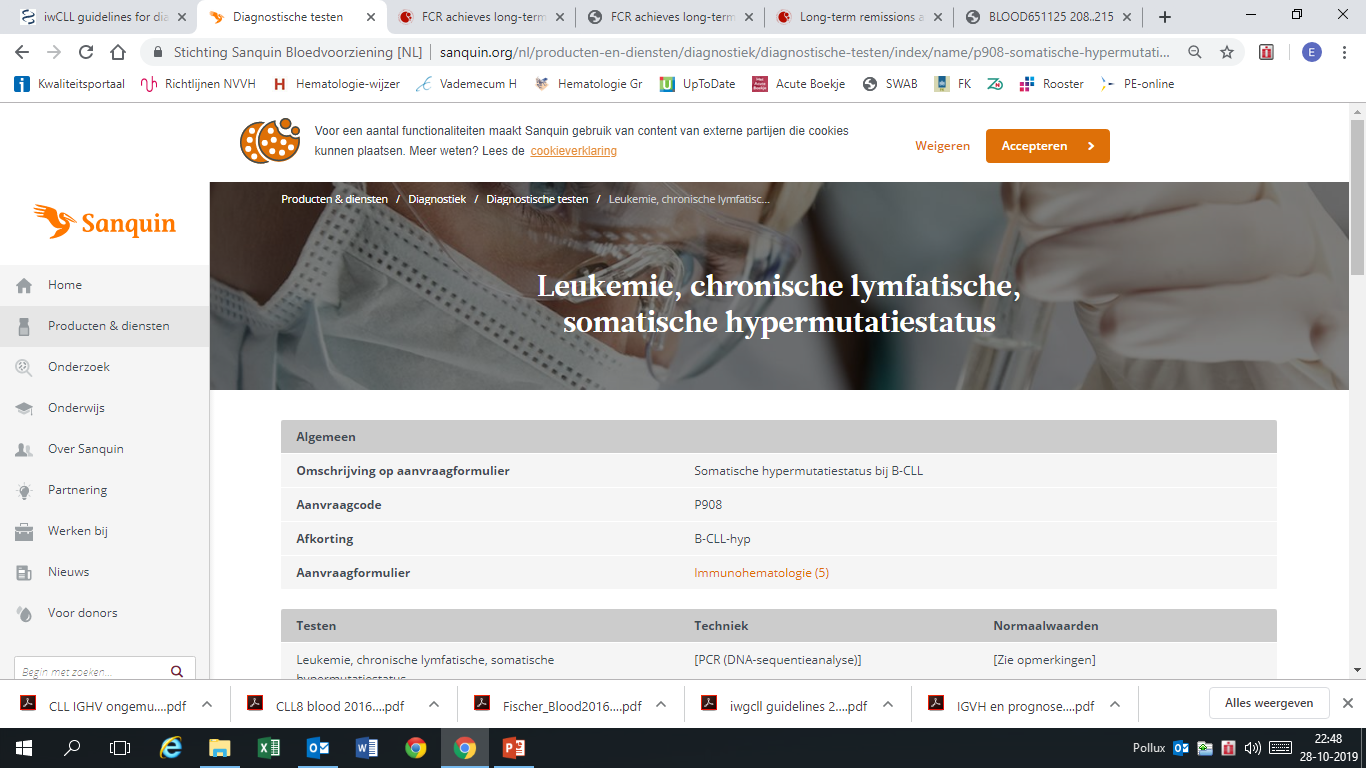 iwCLL guidelines for dia
Diagnostische testen
FCR achieves long-term
FCR achieves long-term
Long-term remissions a
BLOOD651125 208..215
Stichting Sanquin Bloedvoorziening [NL] | sanquin.org/nl/producten-en-diensten/diagnostiek/diagnostische-testen/index/name/p908-somatische-hypermutati...
E
Kwaliteitsportaal
Richtlijnen NVVH
Hematologie-wijzer
Vademecum H
Hematologie Gr
UpToDate
Acute Boekje
SWAB
FK
Rooster
PE-online
Voor een aantal functionaliteiten maakt Sanquin gebruik van content van externe partijen die cookies
kunnen plaatsen. Meer weten? Lees de cookieverklaring
Weigeren
Accepteren
Sanquin
Home
Producten & diensten
Onderzoek
Onderwijs
Over Sanquin
Partnering
Werken bij
Nieuws
Voor donors
Begin met zoeken...
Producten & diensten / Diagnostiek / Diagnostische testen / Leukemie, chronische lymfatisc...
Leukemie, chronische lymfatische,
somatische hypermutatiestatus
Algemeen
Omschrijving op aanvraagformulier Somatische hypermutatiestatus bij B-CLL
Aanvraagcode P908
Afkorting B-CLL-hyp
Aanvraagformulier Immunohematologie (5)
Testen Techniek Normaalwaarden
Leukemie, chronische lymfatische, somatische [PCR (DNA-sequentieanalyse)] [Zie opmerkingen]
hypermutatiestatus
CLL IGHV ongemu....pdf
CLL8 blood 2016....pdf
Fischer_Blood2016....pdf
iwgcll guidelines 2....pdf
IGVH en prognose....pdf
Alles weergeven
Pollux
22:48
28-10-2019